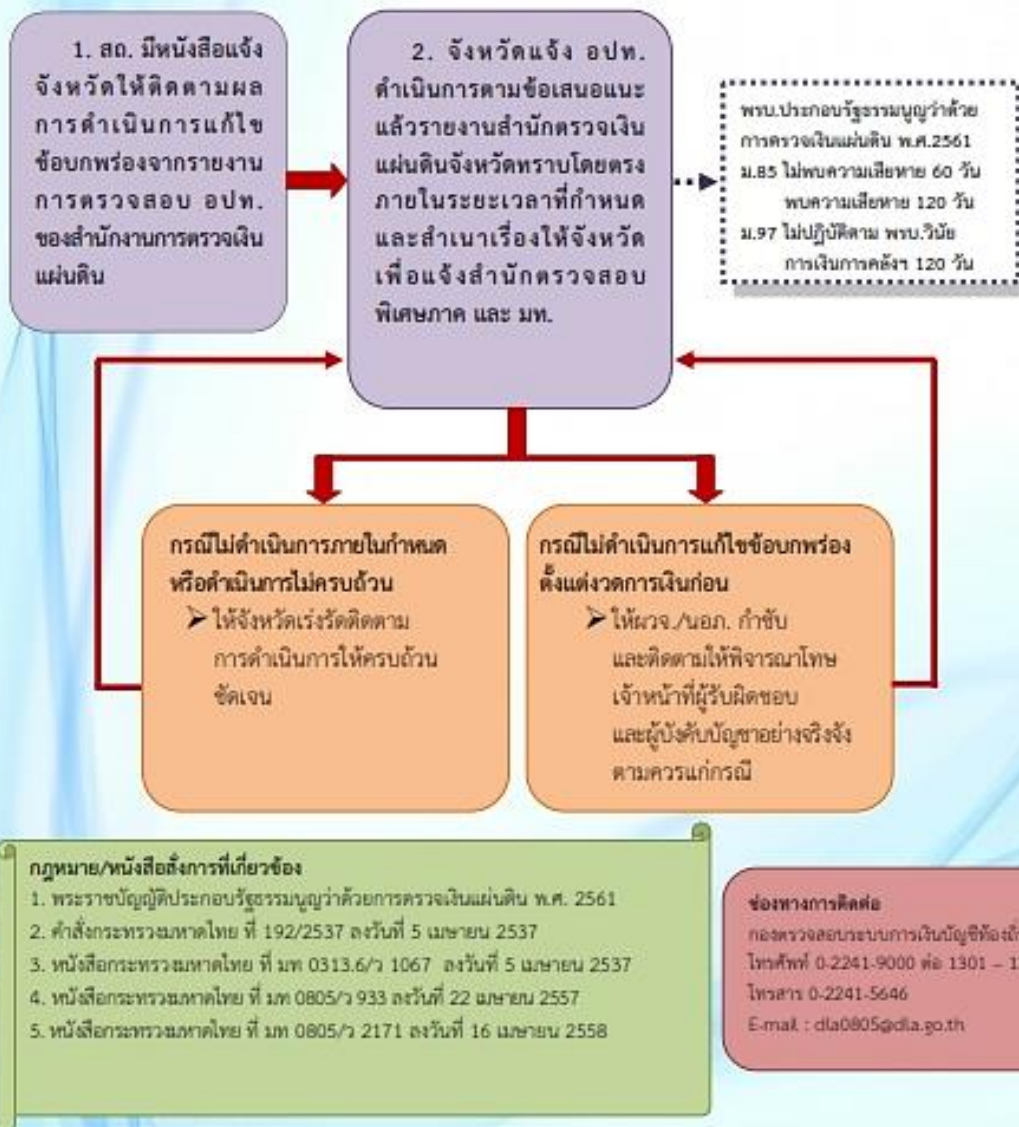 1. สถ. มีหนังสือแจ้ง
จังหวัดให้ติดตามผล
การดำเนินการแก้ไข
ข้อบกพร่องจากรายงาน
การตรวจสอบ อปท.
ของสำนักงานการตรวจเงิน
แผ่นดิน
2. จังหวัดแจ้ง อปท.
ดำเนินการตามข้อเสนอแนะ
แล้วรายงานสำนักตรวจเงิน
แผ่นดินจังหวัดทราบโดยตรง
ภายในระยะเวลาที่กำหนด
และสำเนาเรื่องให้จังหวัด
เพื่อแจ้งสำนักตรวจสอบ
พิเศษภาค และ มท.
พรบ.ประกอบรัฐธรรมนูญว่าด้วย
การตรวจเงินแผ่นดิน พ.ศ.2561
ม.85 ไม่พบความเสียหาย 60 วัน
พบความเสียหาย 120 วัน
ม.97 ไม่ปฏิบัติตาม พรบ.วินัย
การเงินการคลังฯ 120 วัน
กรณีไม่ดำเนินการภายในกำหนด
หรือดำเนินการไม่ครบถ้วน
➢ ให้จังหวัดเร่งรัดติดตาม
การดำเนินการให้ครบถ้วน
ชัดเจน
กรณีไม่ดำเนินการแก้ไขข้อบกพร่อง
ตั้งแต่งวดการเงินก่อน
➢ ให้ผวจ./นอภ. กำชับ
และติดตามให้พิจารณาโทษ
เจ้าหน้าที่ผู้รับผิดชอบ
และผู้บังคับบัญชาอย่างจริงจัง
ตามควรแก่กรณี
กฎหมาย/หนังสือสั่งการที่เกี่ยวข้อง
1. พระราชบัญญัติประกอบรัฐธรรมนูญว่าด้วยการตรวจเงินแผ่นดิน พ.ศ. 2561
2. คำสั่งกระทรวงมหาดไทย ที่ 192/2537 ลงวันที่ 5 เมษายน 2537
3. หนังสือกระทรวงมหาดไทย ที่ มท 0313.6/ว 1067 ลงวันที่ 5 เมษายน 2537
4. หนังสือกระทรวงมหาดไทย ที่ มท 0805/ว 933 ลงวันที่ 22 เมษายน 2557
5. หนังสือกระทรวงมหาดไทย ที่ มท 0805/ว 2171 ลงวันที่ 16 เมษายน 2558
ช่องทางการติดต่อ
กองตรวจสอบระบบการเงินบัญชีท้องถิ่
โทรศัพท์ 0-2241-9000 ต่อ 1301 – 1
โทรสาร 0-2241-5646
E-mail : dla0805@dla.go.th